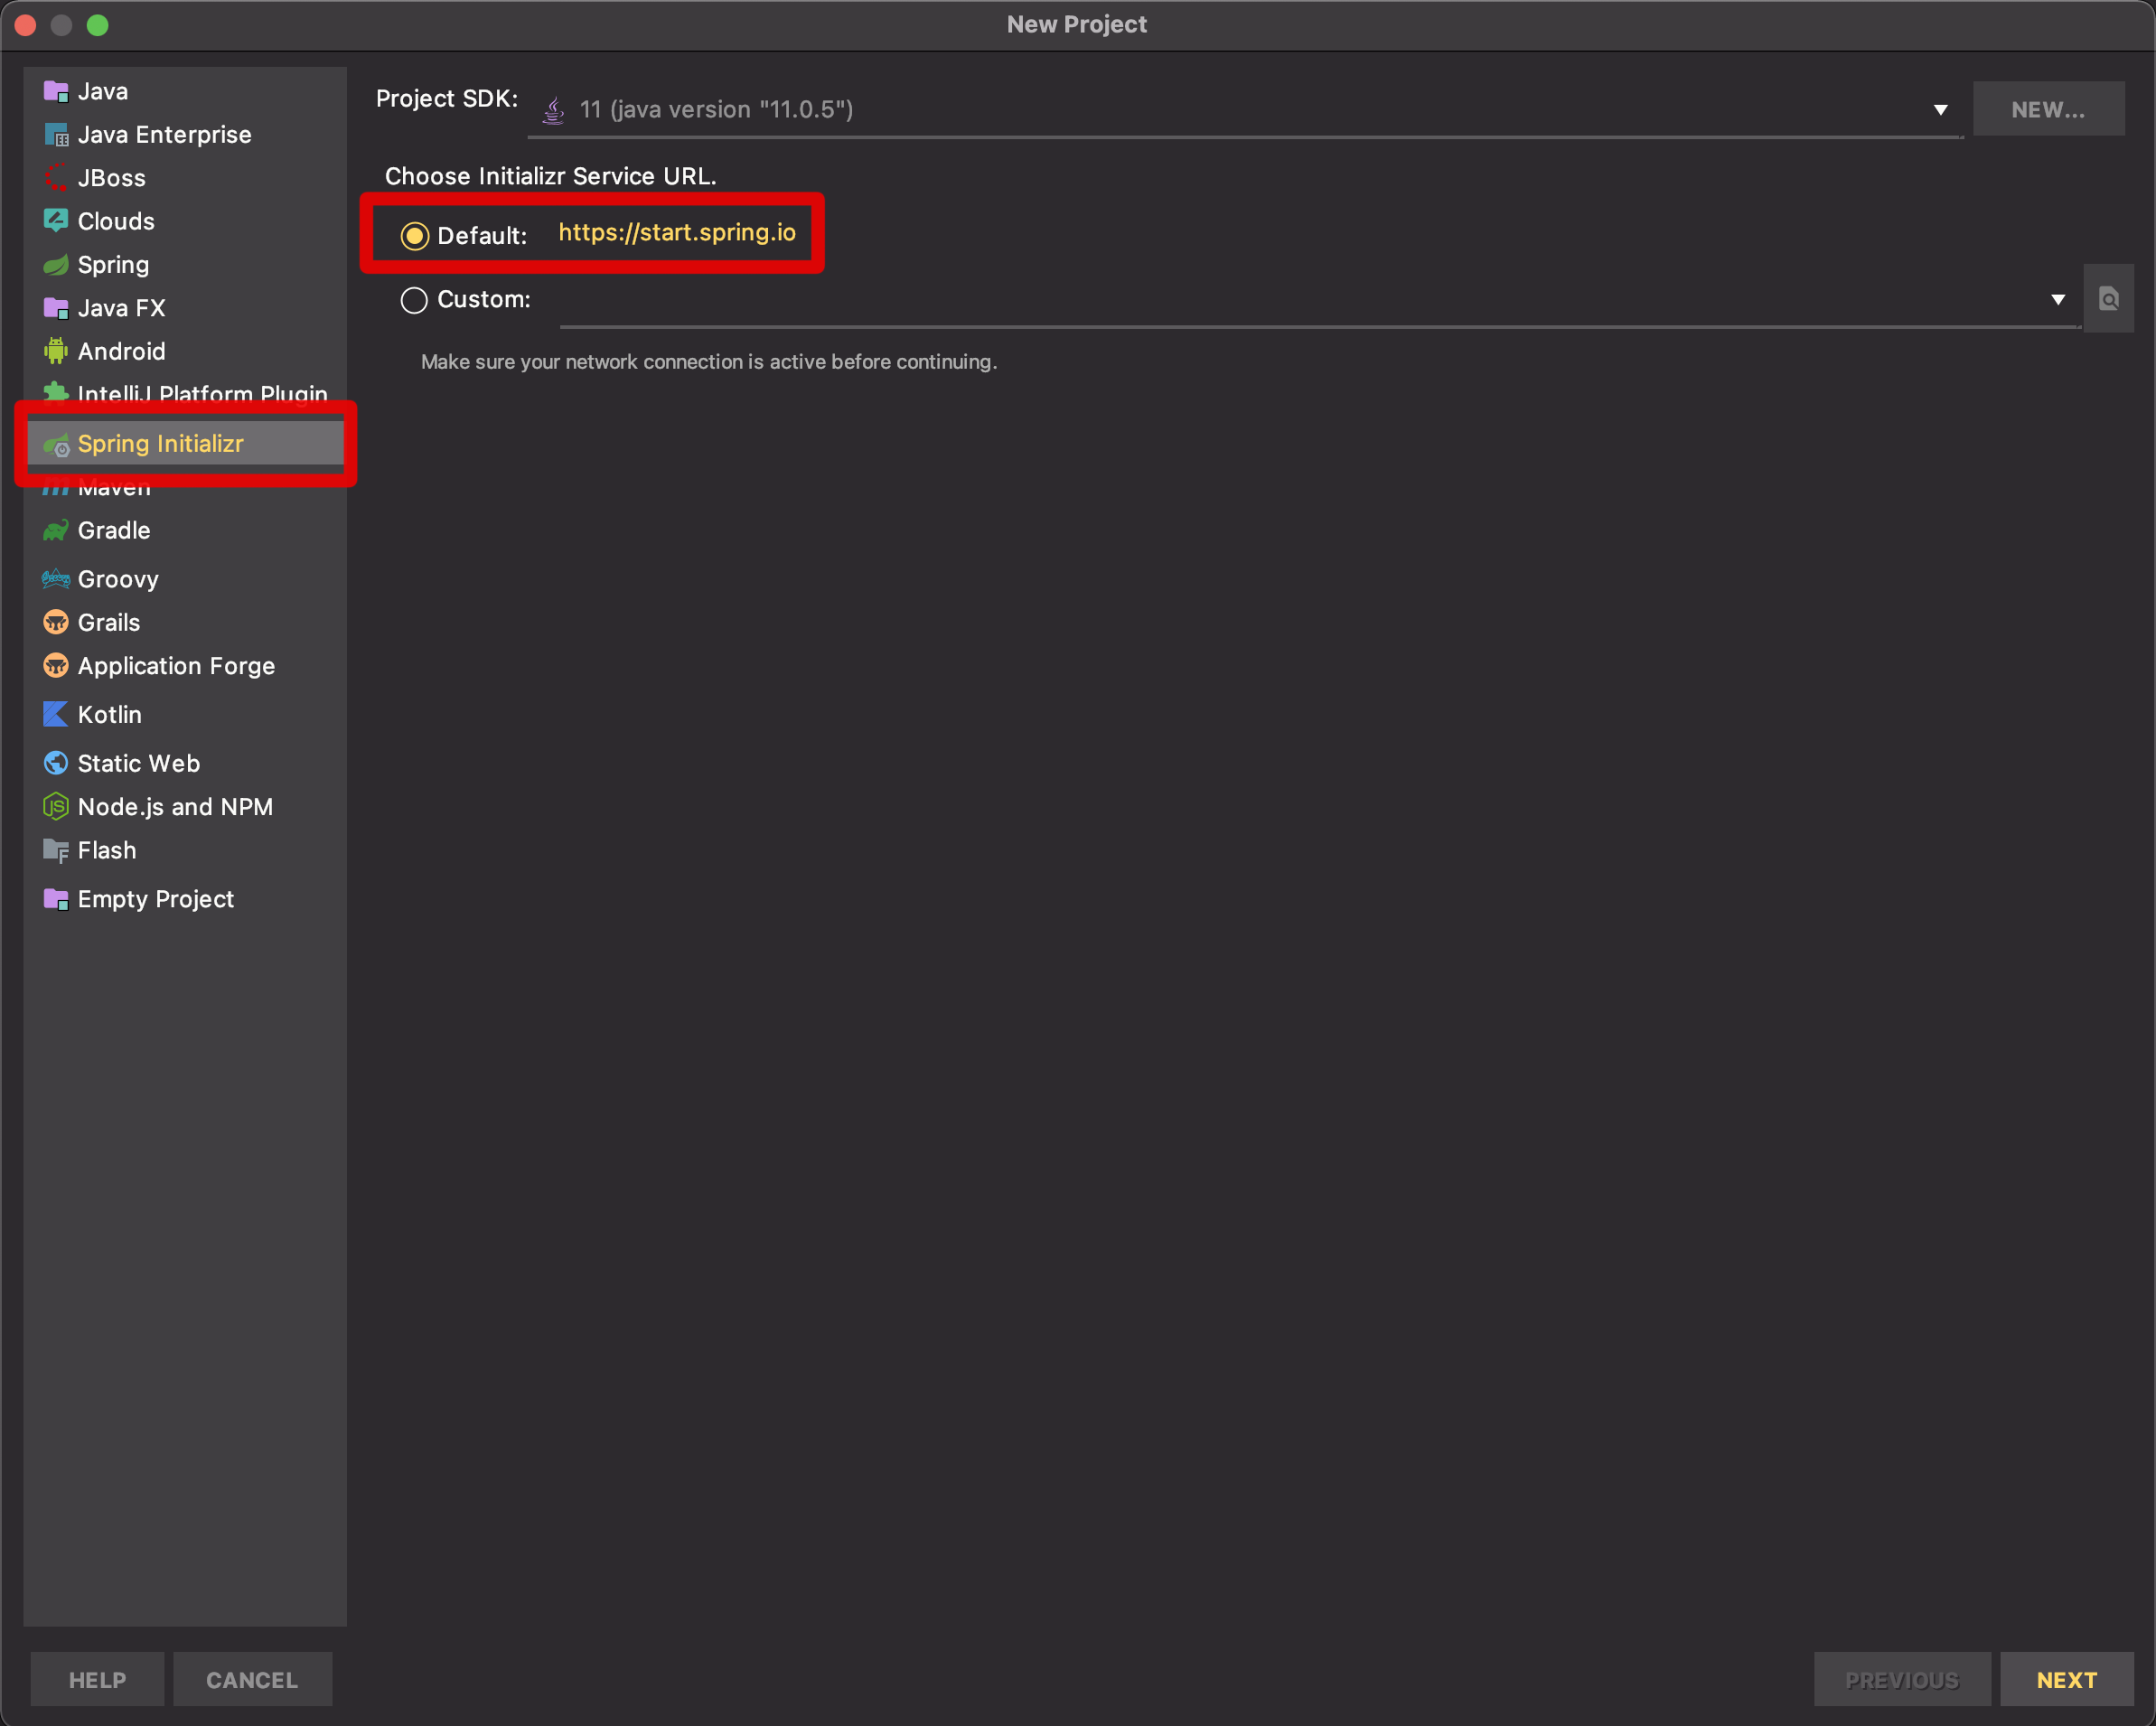 New Project
Java
Java Enterprise
JBoss
Clouds
Spring
Java FX
Android
IntelliJ Platform Plugin
Spring Initializr
Maven
Gradle
Groovy
Grails
Application Forge
Kotlin
Static Web
Node.js and NPM
Flash
Empty Project
Project SDK: 11 (java version "11.0.5") NEW...
Choose Initializr Service URL.
Default: https://start.spring.io
Custom:
Make sure your network connection is active before continuing.
HELP CANCEL PREVIOUS NEXT